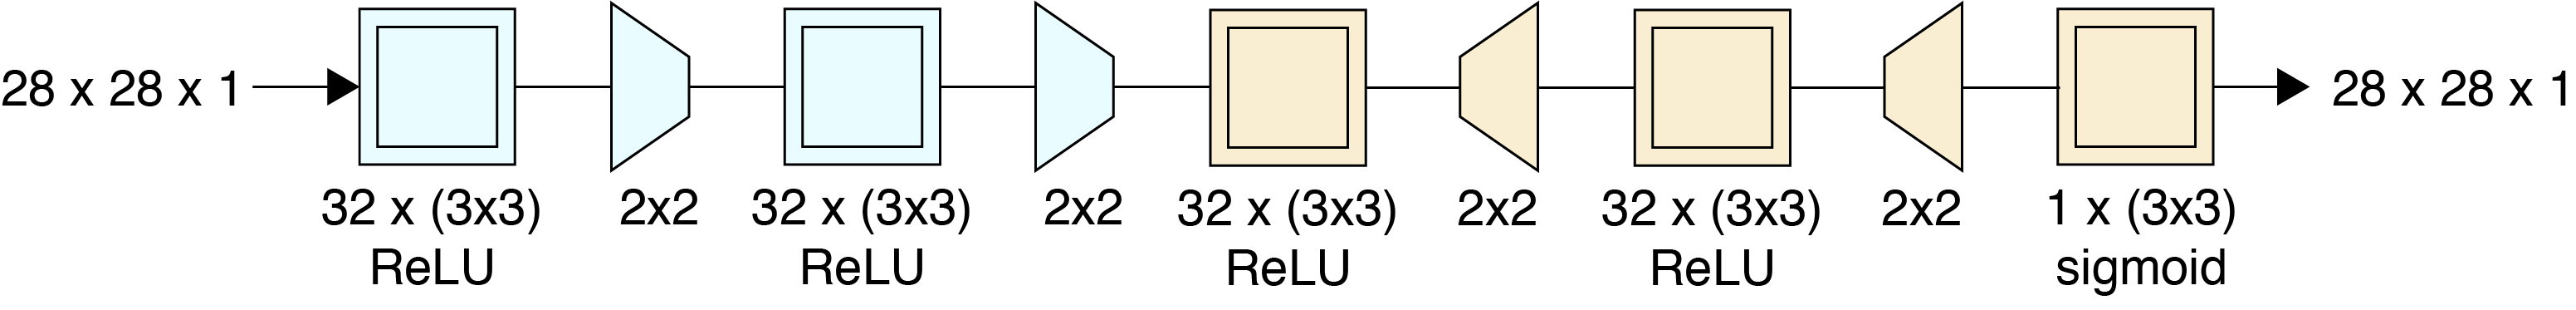 28 x 28 x 1
28 x 28 x 1
32 x (3x3)
ReLU
2x2
32 x (3x3)
ReLU
2x2
32 x (3x3)
ReLU
2x2
32 x (3x3)
ReLU
2x2
1 x (3x3)
sigmoid